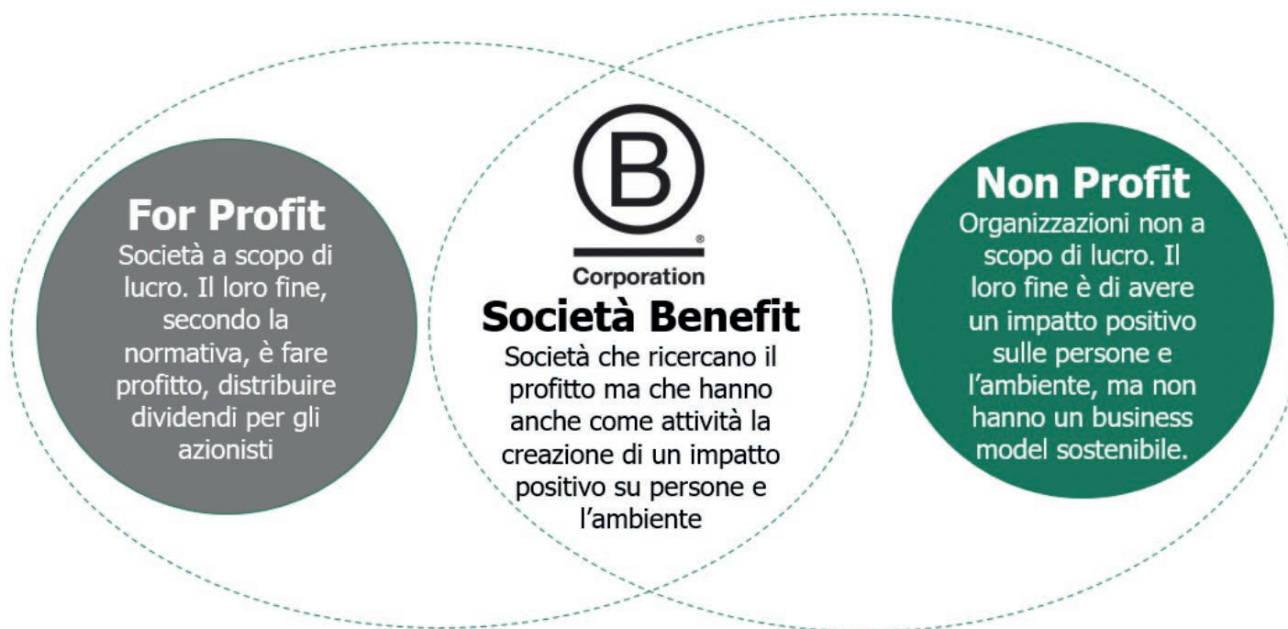 For Profit
Società a scopo di
lucro. Il loro fine,
secondo la
normativa, è fare
profitto, distribuire
dividendi per gli
azionisti
B
®
Corporation
Società Benefit
Società che ricercano il
profitto ma che hanno
anche come attività la
creazione di un impatto
positivo su persone e
l’ambiente
Non Profit
Organizzazioni non a
scopo di lucro. Il
loro fine è di avere
un impatto positivo
sulle persone e
l’ambiente, ma non
hanno un business
model sostenibile.